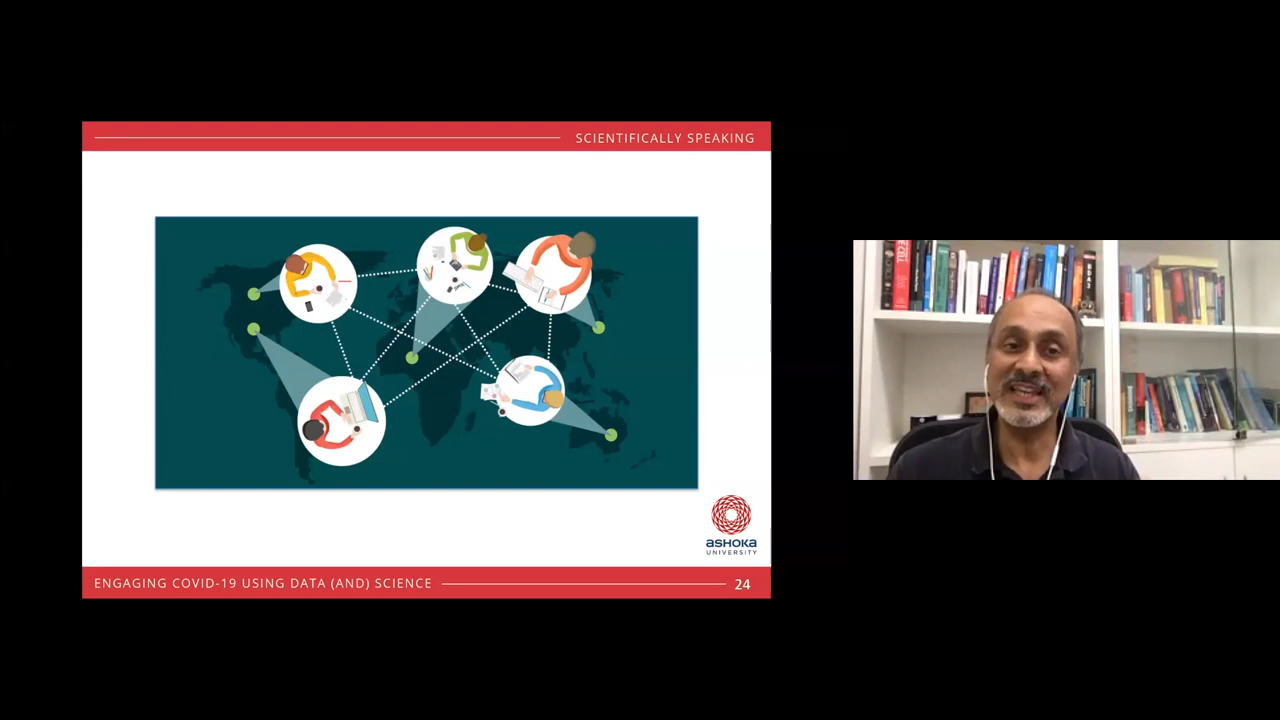 SCIENTIFICALLY SPEAKING
ASHOKA
UNIVERSITY
ENGAGING COVID-19 USING DATA (AND) SCIENCE
24